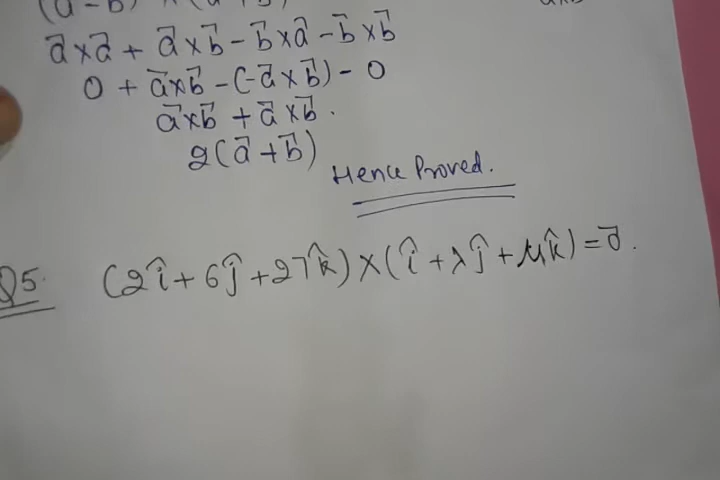 (a⃗ - b⃗) × (a⃗ + b⃗)
a⃗ × a⃗ + a⃗ × b⃗ - b⃗ × a⃗ - b⃗ × b⃗
0 + a⃗ × b⃗ - (-a⃗ × b⃗) - 0
a⃗ × b⃗ + a⃗ × b⃗.
2(a⃗ + b⃗)
Hence Proved.
Q5. (2î + 6ĵ + 27k̂) × (î + λĵ + μk̂) = 0⃗.